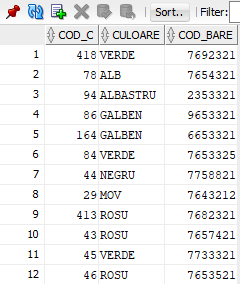 Sort.. Filter:
COD_C CULOARE COD_BARE
1 418 VERDE 7692321
2 78 ALB 7654321
3 94 ALBASTRU 2353321
4 86 GALBEN 9653321
5 164 GALBEN 6653321
6 84 VERDE 7653325
7 44 NEGRU 7758821
8 29 MOV 7643212
9 413 ROSU 7682321
10 43 ROSU 7657421
11 45 VERDE 7733321
12 46 ROSU 7653521